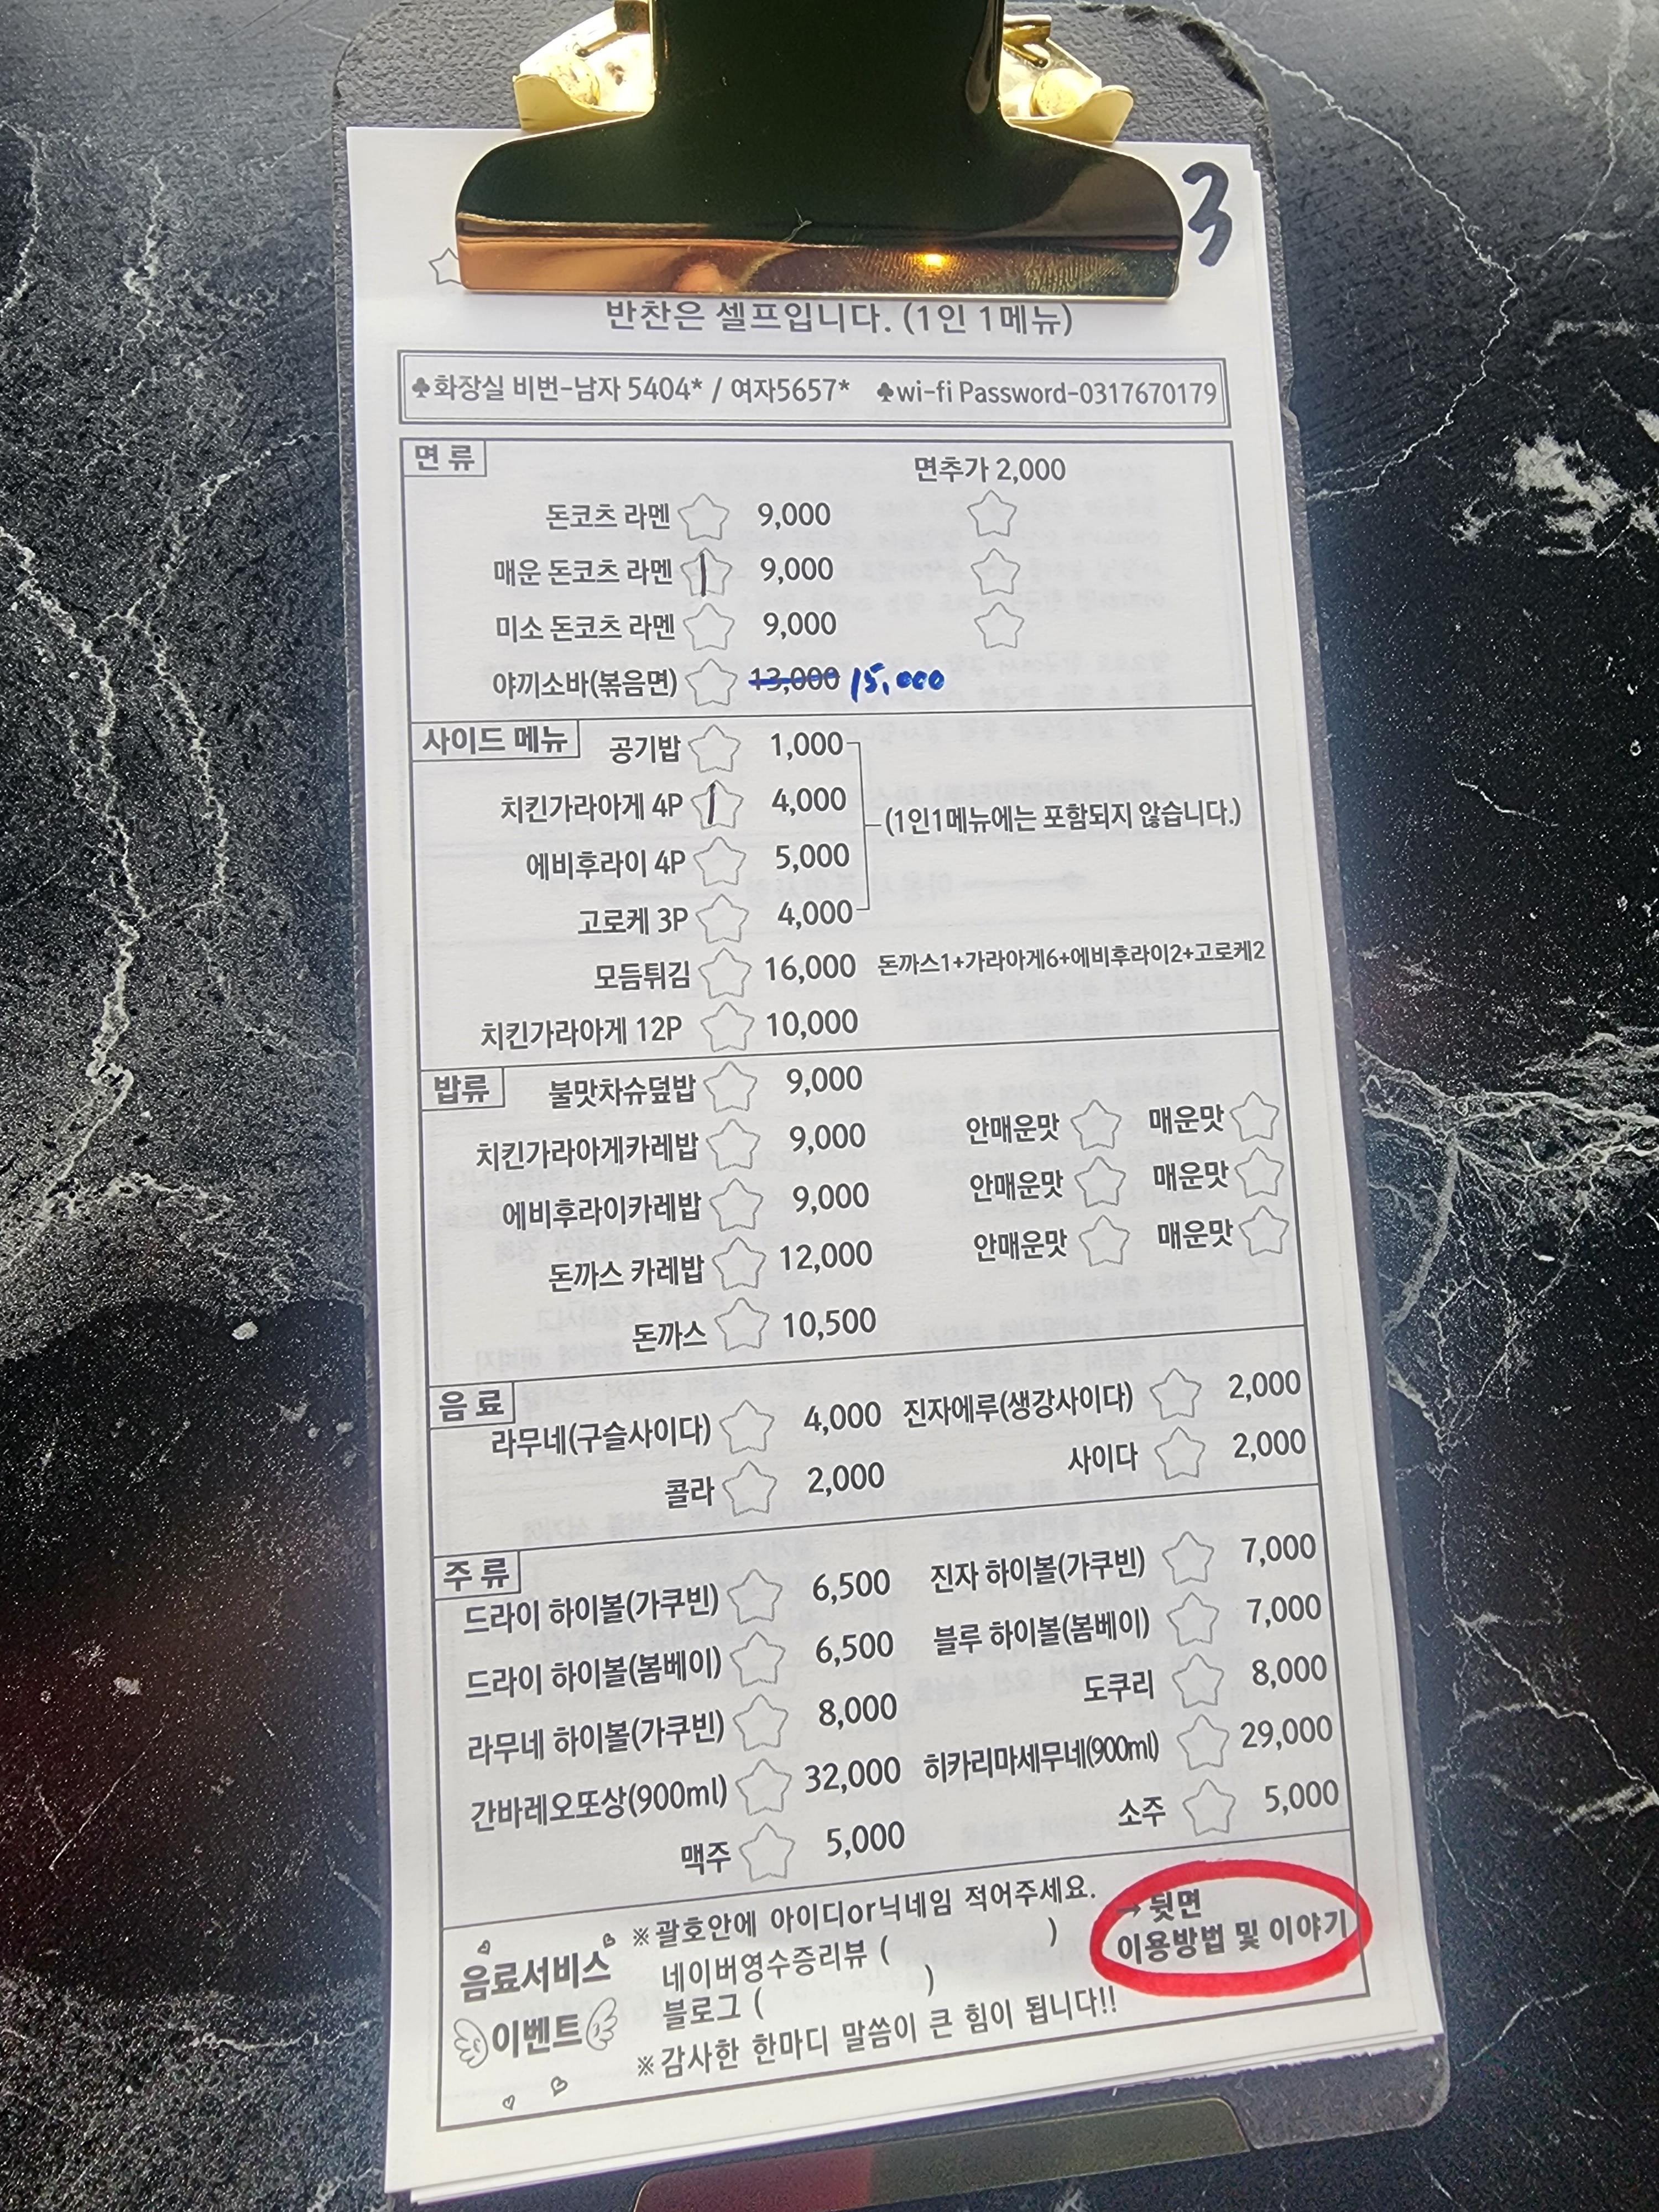 3
반찬은 셀프입니다. (1인 1메뉴)
♣화장실 비번-남자 5404* / 여자5657* ♣wi-fi Password-0317670179
면 류
면추가 2,000
돈코츠 라멘 9,000
매운 돈코츠 라멘 9,000
미소 돈코츠 라멘 9,000
야끼소바(볶음면) 13,000 15,000
사이드 메뉴
공기밥 1,000
치킨가라아게 4P 4,000
(1인1메뉴에는 포함되지 않습니다.)
에비후라이 4P 5,000
고로케 3P 4,000
모듬튀김 16,000 돈까스1+가라아게6+에비후라이2+고로케2
치킨가라아게 12P 10,000
밥류
불맛차슈덮밥 9,000
치킨가라아게카레밥 9,000 안매운맛 매운맛
에비후라이카레밥 9,000 안매운맛 매운맛
돈까스 카레밥 12,000 안매운맛 매운맛
돈까스 10,500
음 료
라무네(구슬사이다) 4,000 진자에루(생강사이다) 2,000
콜라 2,000 사이다 2,000
주 류
드라이 하이볼(가쿠빈) 6,500 진자 하이볼(가쿠빈) 7,000
드라이 하이볼(봄베이) 6,500 블루 하이볼(봄베이) 7,000
라무네 하이볼(가쿠빈) 8,000 도쿠리 8,000
간바레오또상(900ml) 32,000 히카리마세무네(900ml) 29,000
맥주 5,000 소주 5,000
음료서비스
이벤트
※괄호안에 아이디or닉네임 적어주세요.
네이버영수증리뷰 ( )
블로그 ( )
※감사한 한마디 말씀이 큰 힘이 됩니다!!
→ 뒷면
이용방법 및 이야기